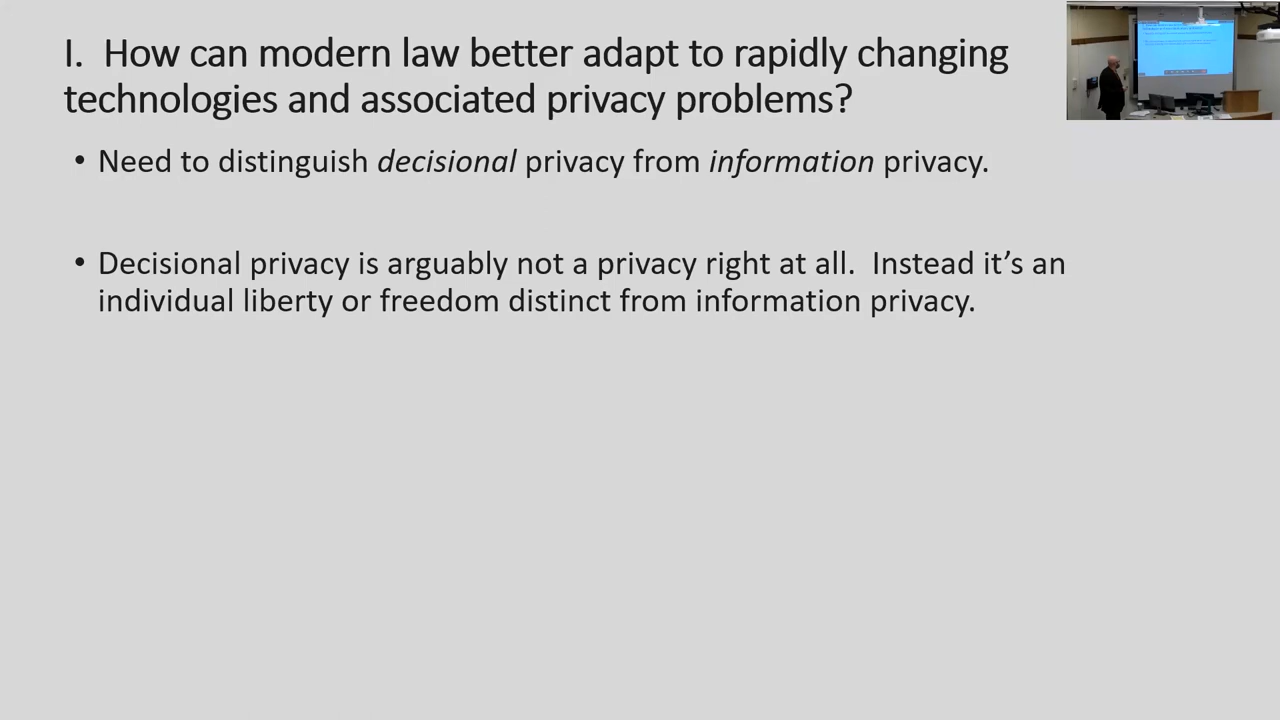 I. How can modern law better adapt to rapidly changing
technologies and associated privacy problems?
• Need to distinguish decisional privacy from information privacy.
• Decisional privacy is arguably not a privacy right at all. Instead it’s an
individual liberty or freedom distinct from information privacy.